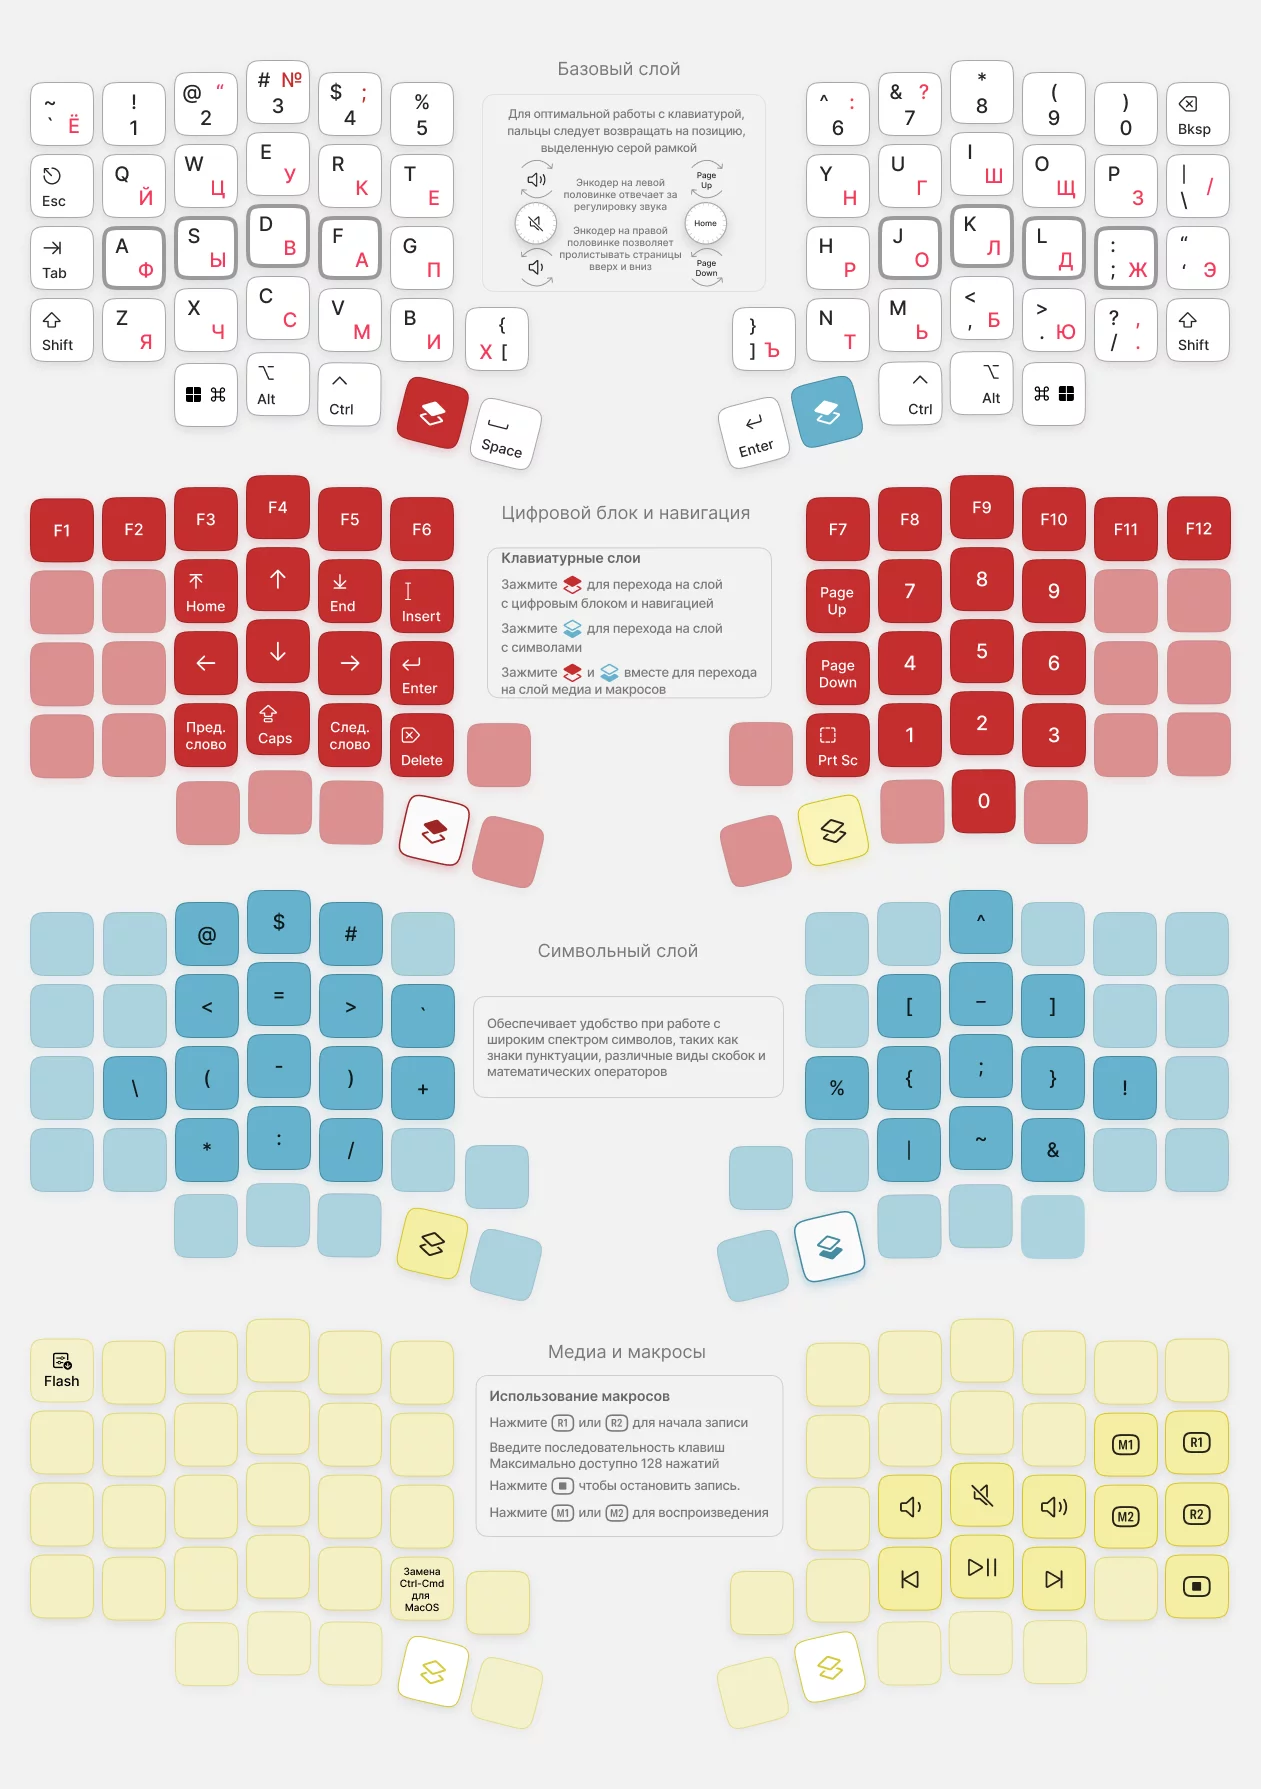 Базовый слой
~ ` Ё
! 1
@ “ 2
# № 3
$ ; 4
% 5
^ : 6
& ? 7
* 8
( 9
) 0
Bksp
Esc
Q Й
W Ц
E У
R К
T Е
Y Н
U Г
I Ш
O Щ
P З
| \ /
Tab
A Ф
S Ы
D В
F А
G П
H Р
J О
K Л
L Д
: ; Ж
“ ‘ Э
Shift
Z Я
X Ч
C С
V М
B И
{ Х [
} ] Ъ
N Т
M Ь
< , Б
> . Ю
? / , .
Shift
Alt
Ctrl
Space
Enter
Ctrl
Alt
Для оптимальной работы с клавиатурой,
пальцы следует возвращать на позицию,
выделенную серой рамкой
Энкодер на левой
половинке отвечает за
регулировку звука
Энкодер на правой
половинке позволяет
пролистывать страницы
вверх и вниз
Page
Up
Home
Page
Down
Цифровой блок и навигация
F1
F2
F3
F4
F5
F6
F7
F8
F9
F10
F11
F12
Home
End
Insert
Page
Up
7
8
9
Enter
Page
Down
4
5
6
Пред.
слово
Caps
След.
слово
Delete
Prt Sc
1
2
3
0
Клавиатурные слои
Зажмите для перехода на слой
с цифровым блоком и навигацией
Зажмите для перехода на слой
с символами
Зажмите и вместе для перехода
на слой медиа и макросов
Символьный слой
@
$
#
^
<
=
>
`
[
_
]
\
(
-
)
+
%
{
;
}
!
*
:
/
|
~
&
Обеспечивает удобство при работе с
широким спектром символов, таких как
знаки пунктуации, различные виды скобок и
математических операторов
Медиа и макросы
Flash
M1
R1
M2
R2
Замена
Ctrl-Cmd
для
MacOS
Использование макросов
Нажмите R1 или R2 для начала записи
Введите последовательность клавиш
Максимально доступно 128 нажатий
Нажмите чтобы остановить запись.
Нажмите M1 или M2 для воспроизведения